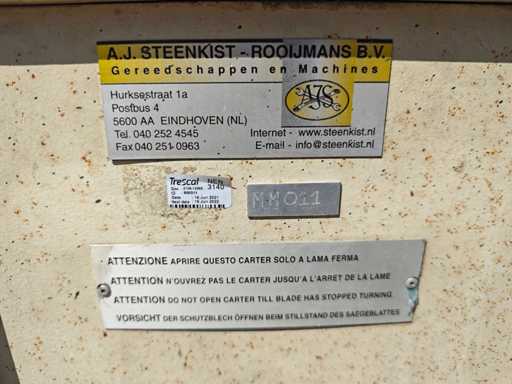 A.J. STEENKIST - ROOIJMANS B.V.
Gereedschappen en Machines
AJS
Hurksestraat 1a
Postbus 4
5600 AA EINDHOVEN (NL)
Tel. 040 252 4545
Fax 040 251 0963
Internet - www.steenkist.nl
E-mail - info@steenkist.nl
Trescal
NEN
3140
MM011
ATTENZIONE APRIRE QUESTO CARTER SOLO A LAMA FERMA
ATTENTION N'OUVREZ PAS LE CARTER JUSQU'A L'ARRET DE LA LAME
ATTENTION DO NOT OPEN CARTER TILL BLADE HAS STOPPED TURNING
VORSICHT DER SCHUTZBLECH ÖFFNEN BEIM STILLSTAND DES SAEGEBLATTES